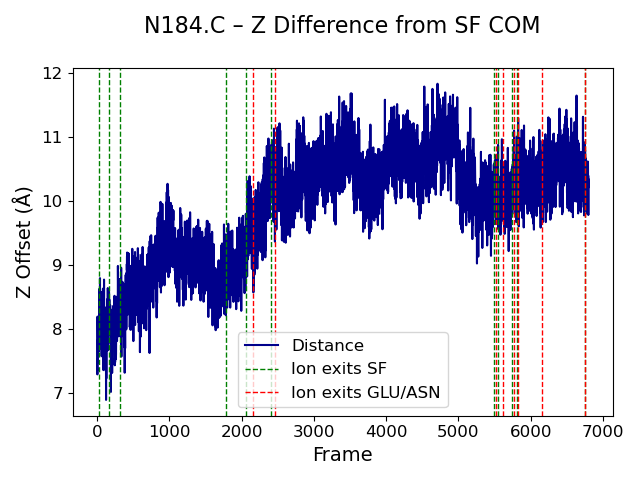 N184.C – Z Difference from SF COM
12
11
10
9
8
7
Z Offset (Å)
Distance
Ion exits SF
Ion exits GLU/ASN
0 1000 2000 3000 4000 5000 6000 7000
Frame